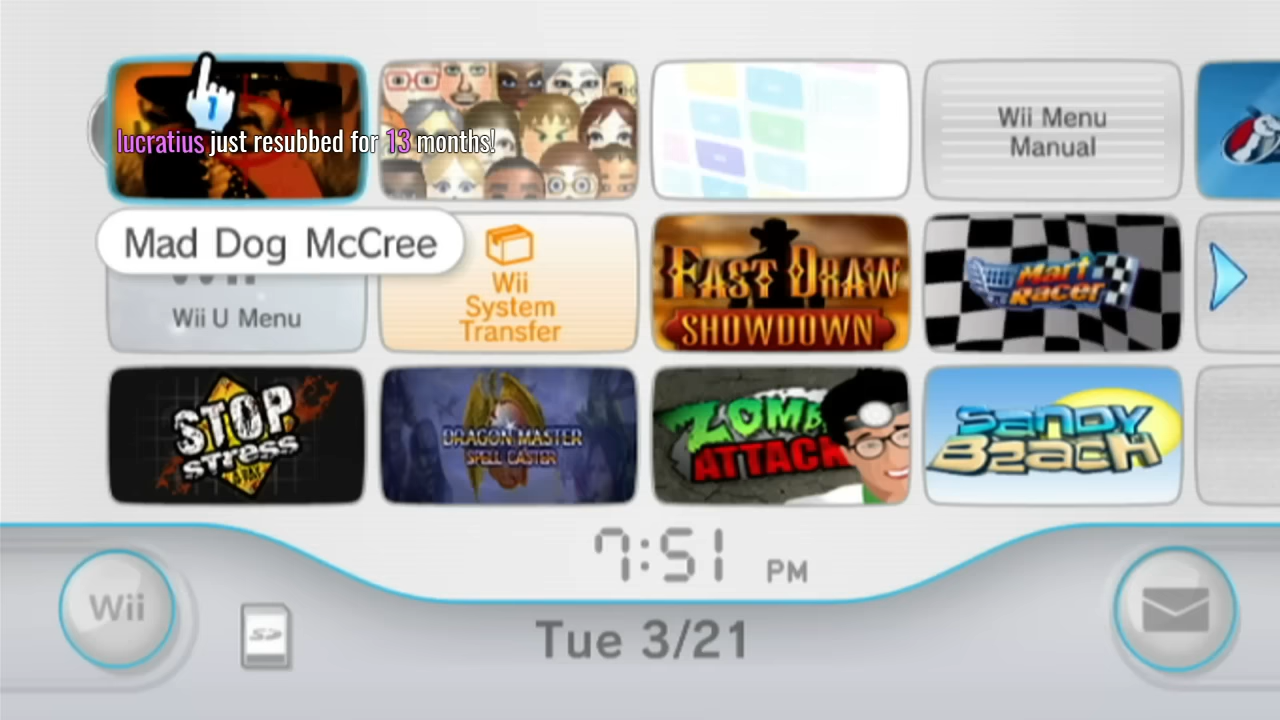 1
lucratius just resubbed for 13 months!
Wii Menu
Manual
Mad Dog McCree
Wii U Menu
Wii
System
Transfer
FAST DRAW
SHOWDOWN
Mart
Racer
STOP
STRESS
DRAGON MASTER
SPELL CASTER
ZOMB
ATTACK
SANDY
BEACH
7:51 PM
Wii
SD
Tue 3/21